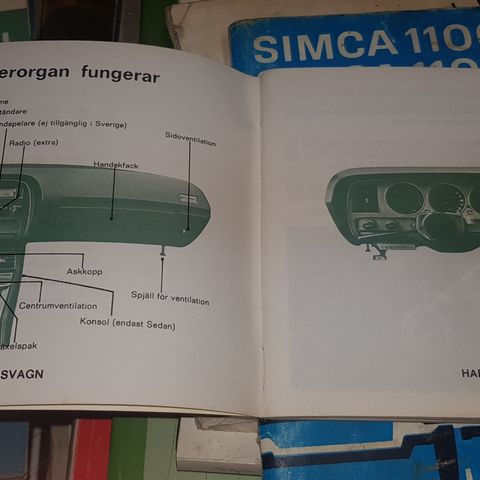 SIMCA 110
erorgan fungerar
me
tändare
ndspelare (ej tillgänglig i Sverige)
Radio (extra)
Sidoventilation
Handskfack
Askkopp
Spjäll för ventilation
Centrumventilation
Konsol (endast Sedan)
äxelspak
SVAGN
HA